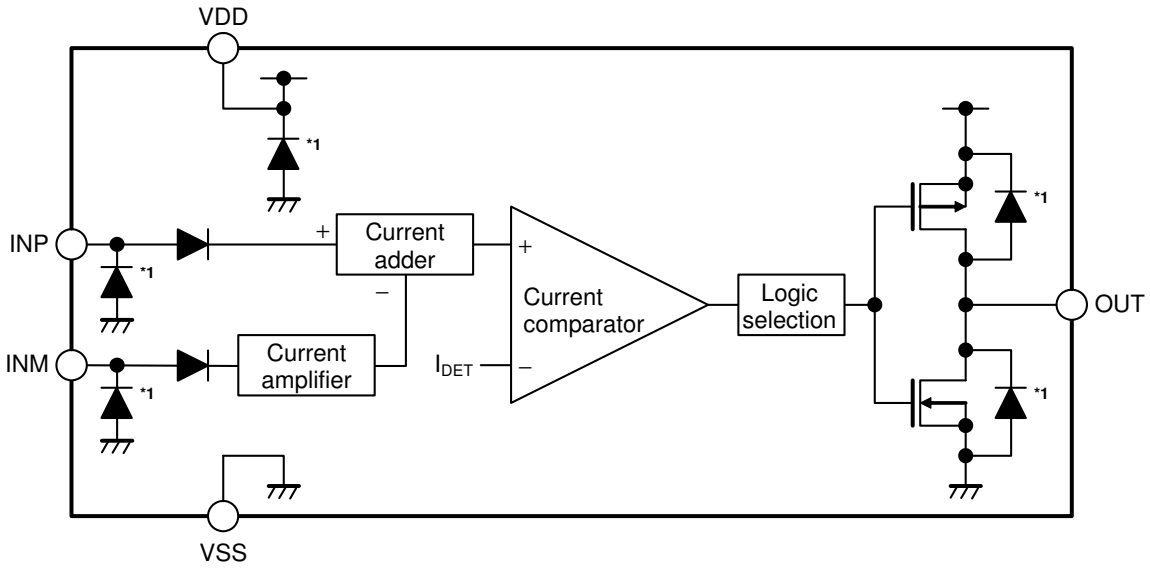 VDD
*1
*1
INP
+
Current
adder
+
*1
−
Current
comparator
Logic
selection
OUT
INM
Current
amplifier
I_DET
−
*1
*1
VSS